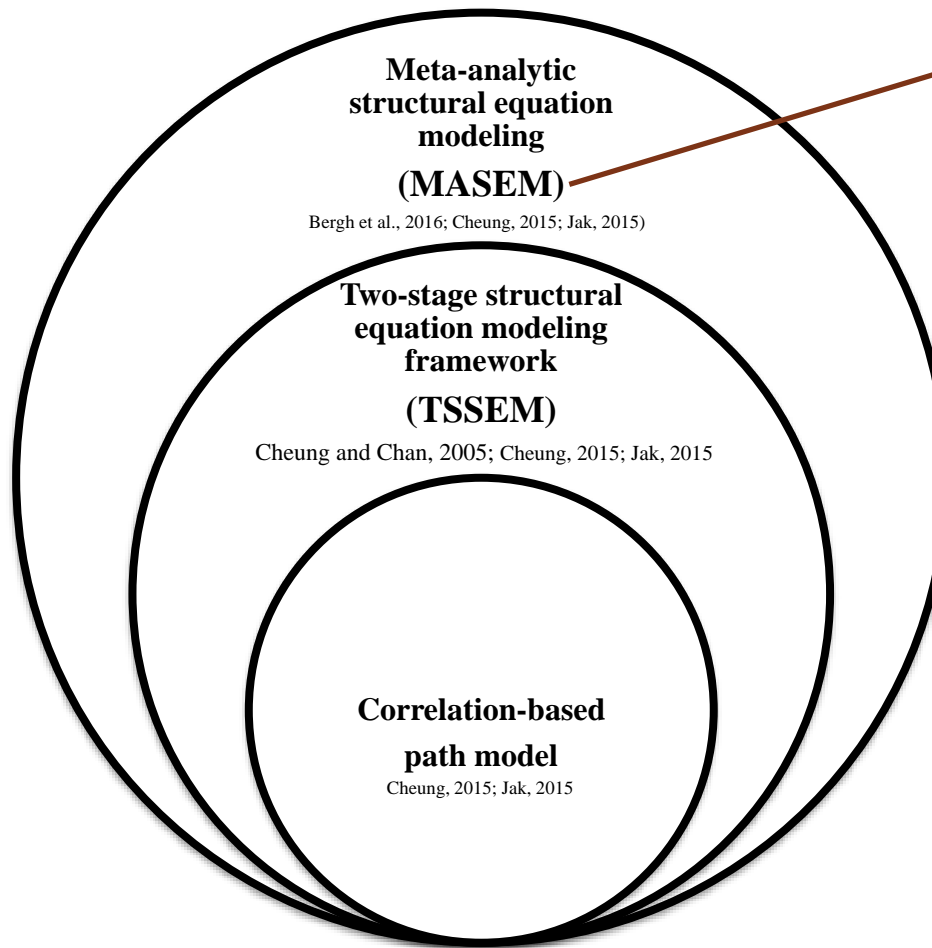 Meta-analytic
structural equation
modeling
(MASEM)
Bergh et al., 2016; Cheung, 2015; Jak, 2015)
Two-stage structural
equation modeling
framework
(TSSEM)
Cheung and Chan, 2005; Cheung, 2015; Jak, 2015
Correlation-based
path model
Cheung, 2015; Jak, 2015